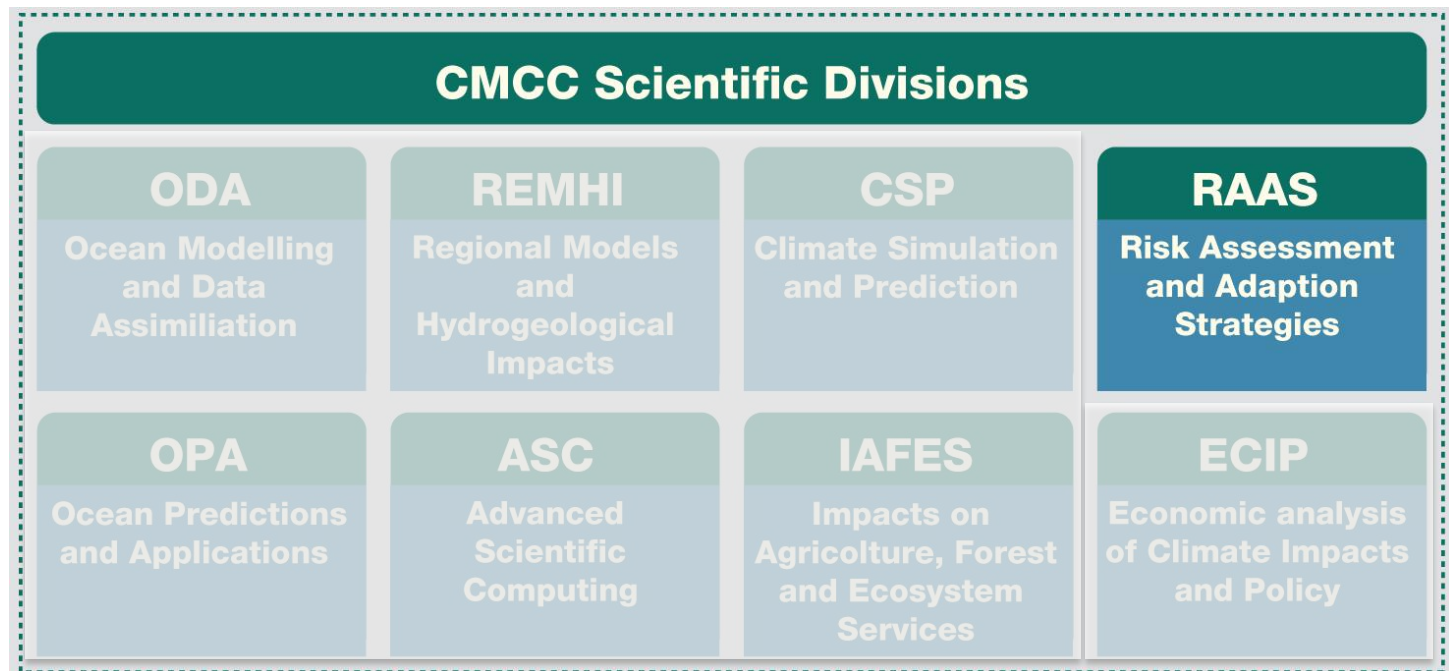 CMCC Scientific Divisions
ODA
Ocean Modelling
and Data
Assimiliation
REMHI
Regional Models
and
Hydrogeological
Impacts
CSP
Climate Simulation
and Prediction
RAAS
Risk Assessment
and Adaption
Strategies
OPA
Ocean Predictions
and Applications
ASC
Advanced
Scientific
Computing
IAFES
Impacts on
Agricolture, Forest
and Ecosystem
Services
ECIP
Economic analysis
of Climate Impacts
and Policy